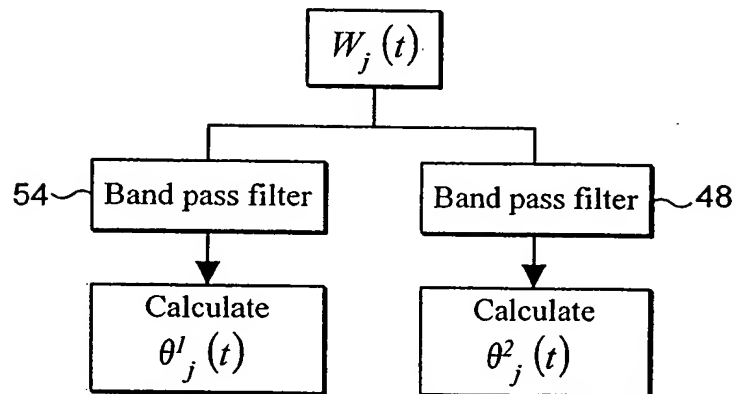 W_j (t)
54 Band pass filter Band pass filter 48
Calculate Calculate
θ^1_j (t) θ^2_j (t)